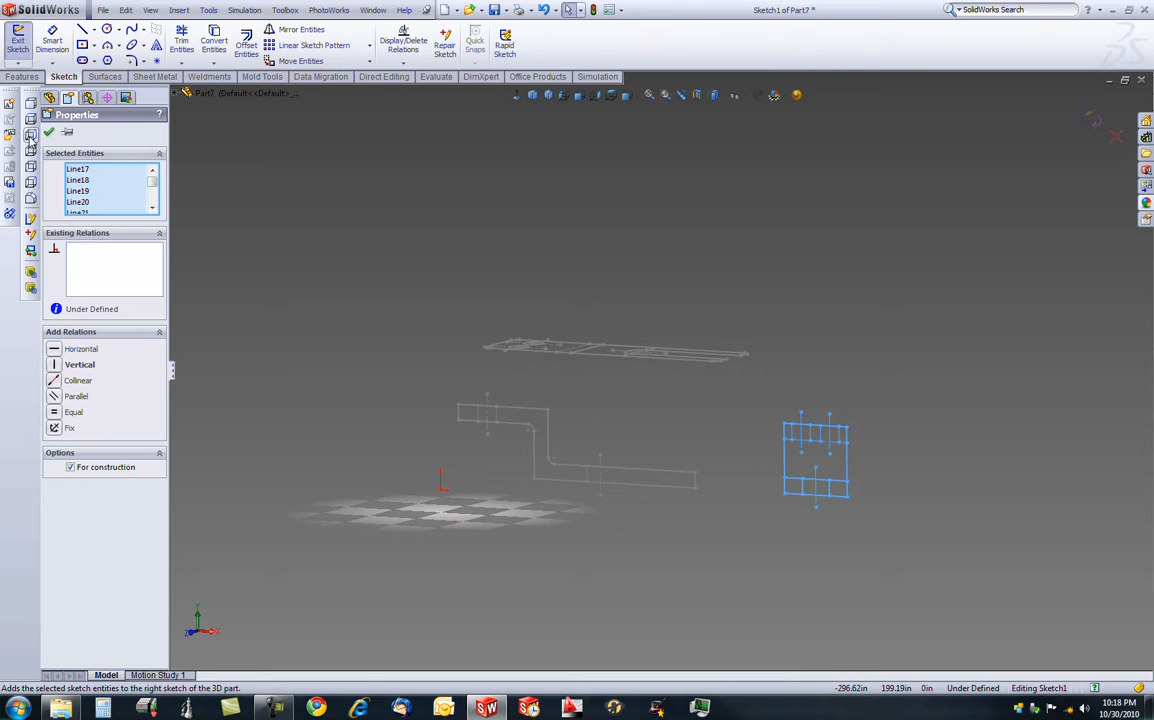 SolidWorks
File Edit View Insert Tools Simulation Toolbox PhotoWorks Window Help
Sketch1 of Part7 *
SolidWorks Search
Exit Sketch
Smart Dimension
Trim Entities
Convert Entities
Offset Entities
Mirror Entities
Linear Sketch Pattern
Move Entities
Display/Delete Relations
Repair Sketch
Quick Snaps
Rapid Sketch
Features Sketch Surfaces Sheet Metal Weldments Mold Tools Data Migration Direct Editing Evaluate DimXpert Office Products Simulation
Part7 (Default<<Default>_...
Properties ?
Selected Entities
Line17
Line18
Line19
Line20
Line21
Existing Relations
Under Defined
Add Relations
Horizontal
Vertical
Collinear
Parallel
Equal
Fix
Options
For construction
Y
X
Z
Model Motion Study 1
Adds the selected sketch entities to the right sketch of the 3D part.
-296.62in 199.19in 0in Under Defined Editing Sketch1
10:18 PM
10/30/2010